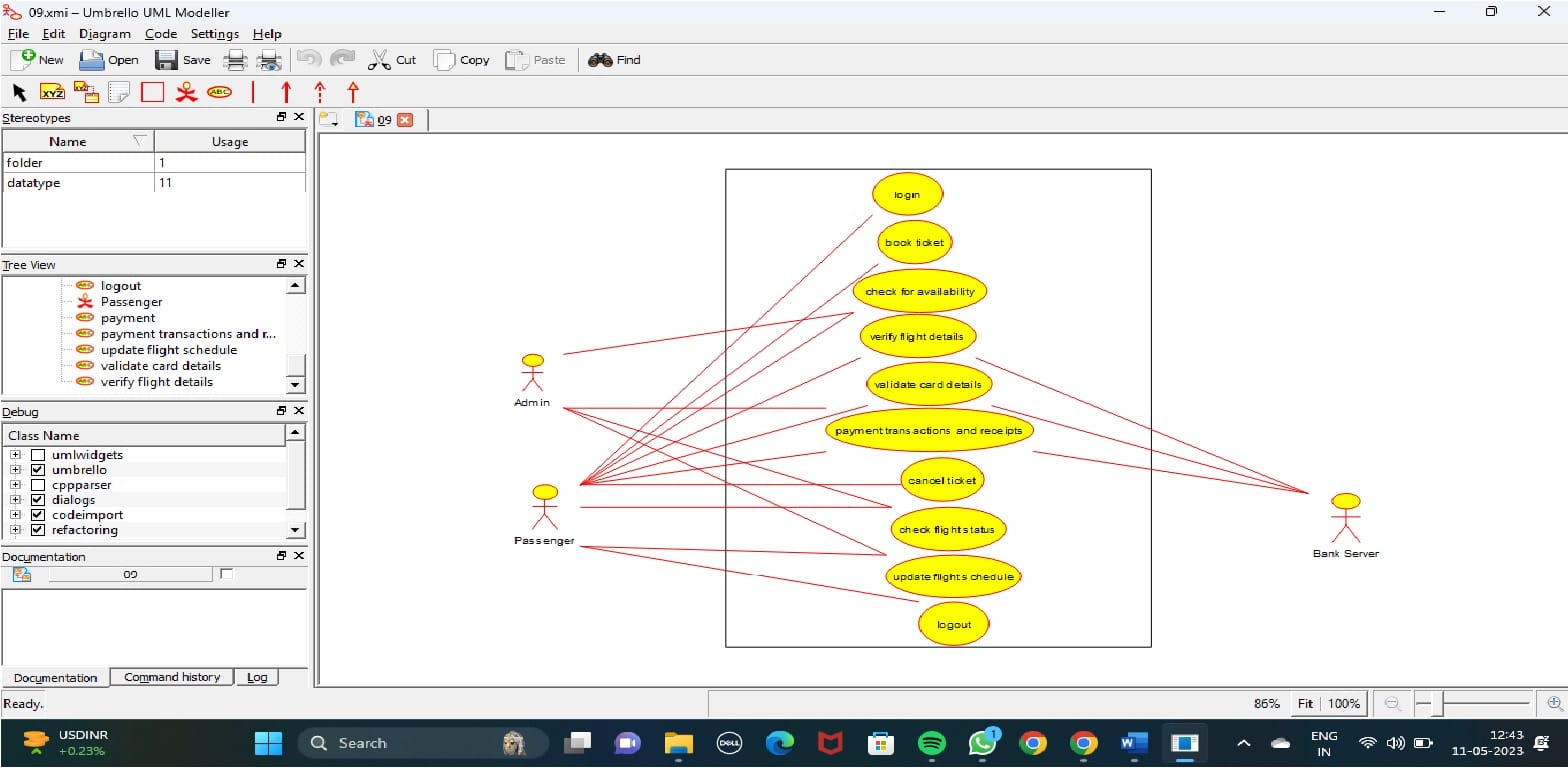 09.xmi – Umbrello UML Modeller
File Edit Diagram Code Settings Help
New Open Save Cut Copy Paste Find
XYZ XYZ ABC
Stereotypes
Name Usage
folder 1
datatype 11
Tree View
logout
Passenger
payment
payment transactions and r...
update flight schedule
validate card details
verify flight details
Debug
Class Name
umlwidgets
umbrello
cppparser
dialogs
codeimport
refactoring
Documentation
09
Documentation Command history Log
Ready.
09
login
book ticket
check for availability
verify flight details
validate card details
payment transactions and receipts
cancel ticket
check flight status
update flight schedule
logout
Admin
Passenger
Bank Server
86% Fit 100%
USDINR
+0.23%
Search
DELL
1
W
ENG
IN
12:43
11-05-2023